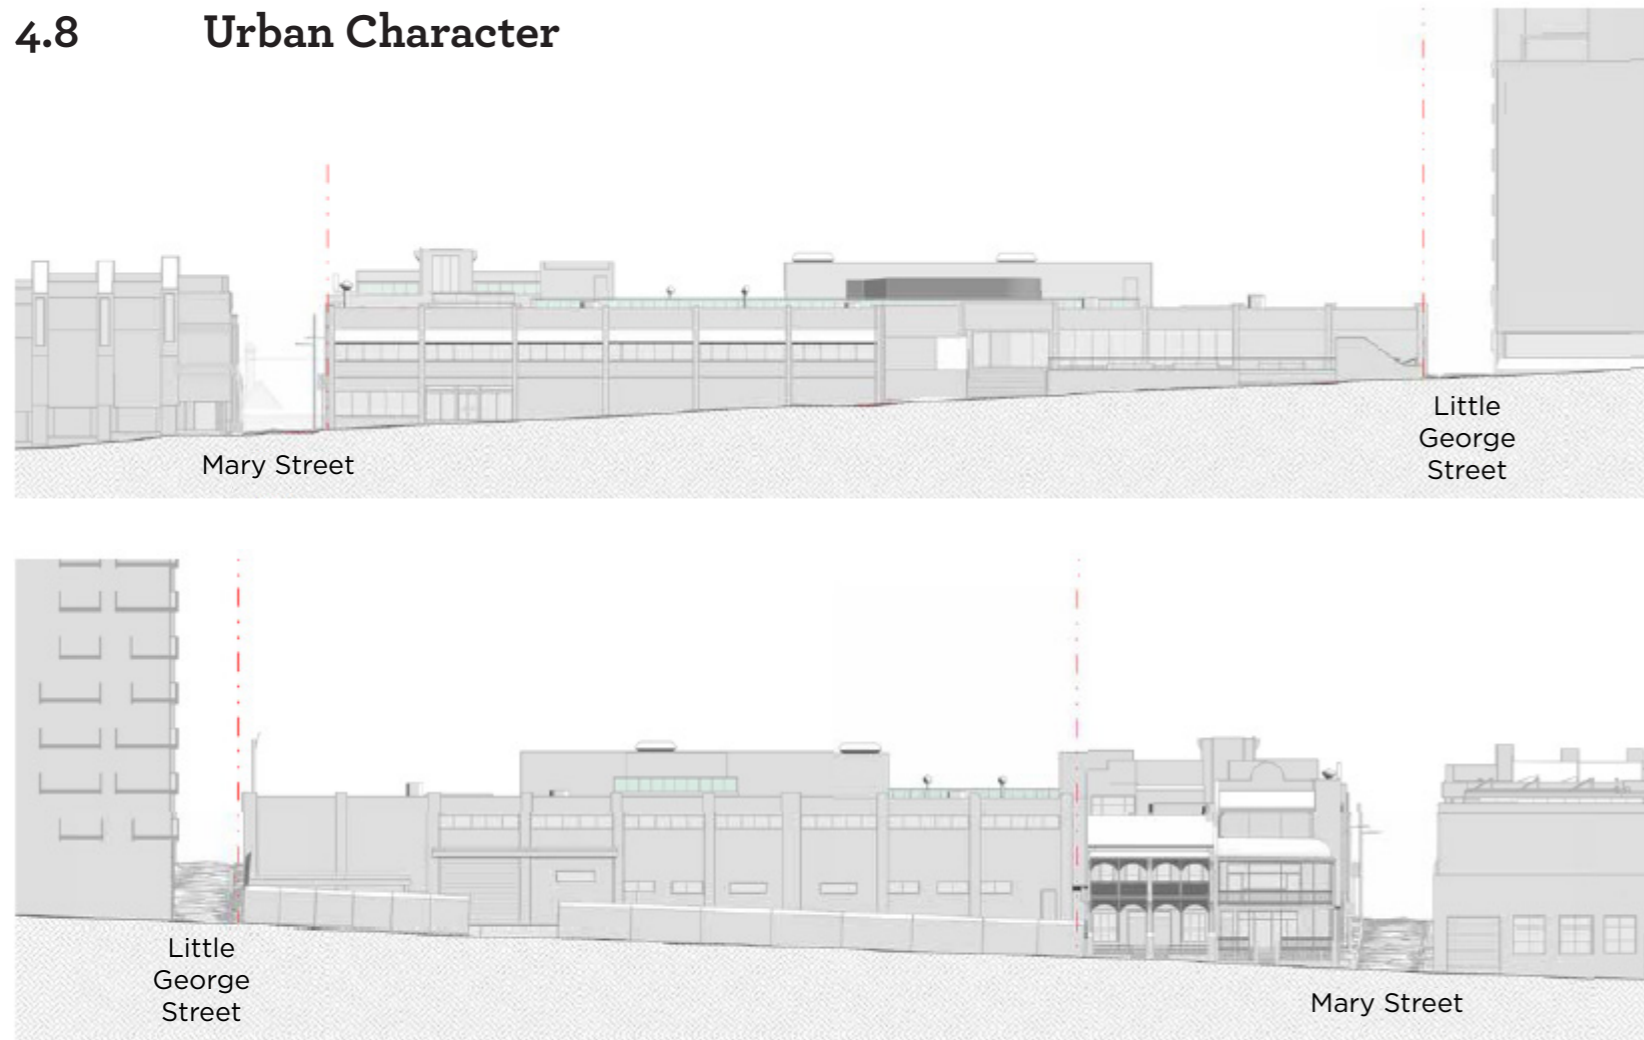 4.8 Urban Character
Mary Street
Little
George
Street
Little
George
Street
Mary Street